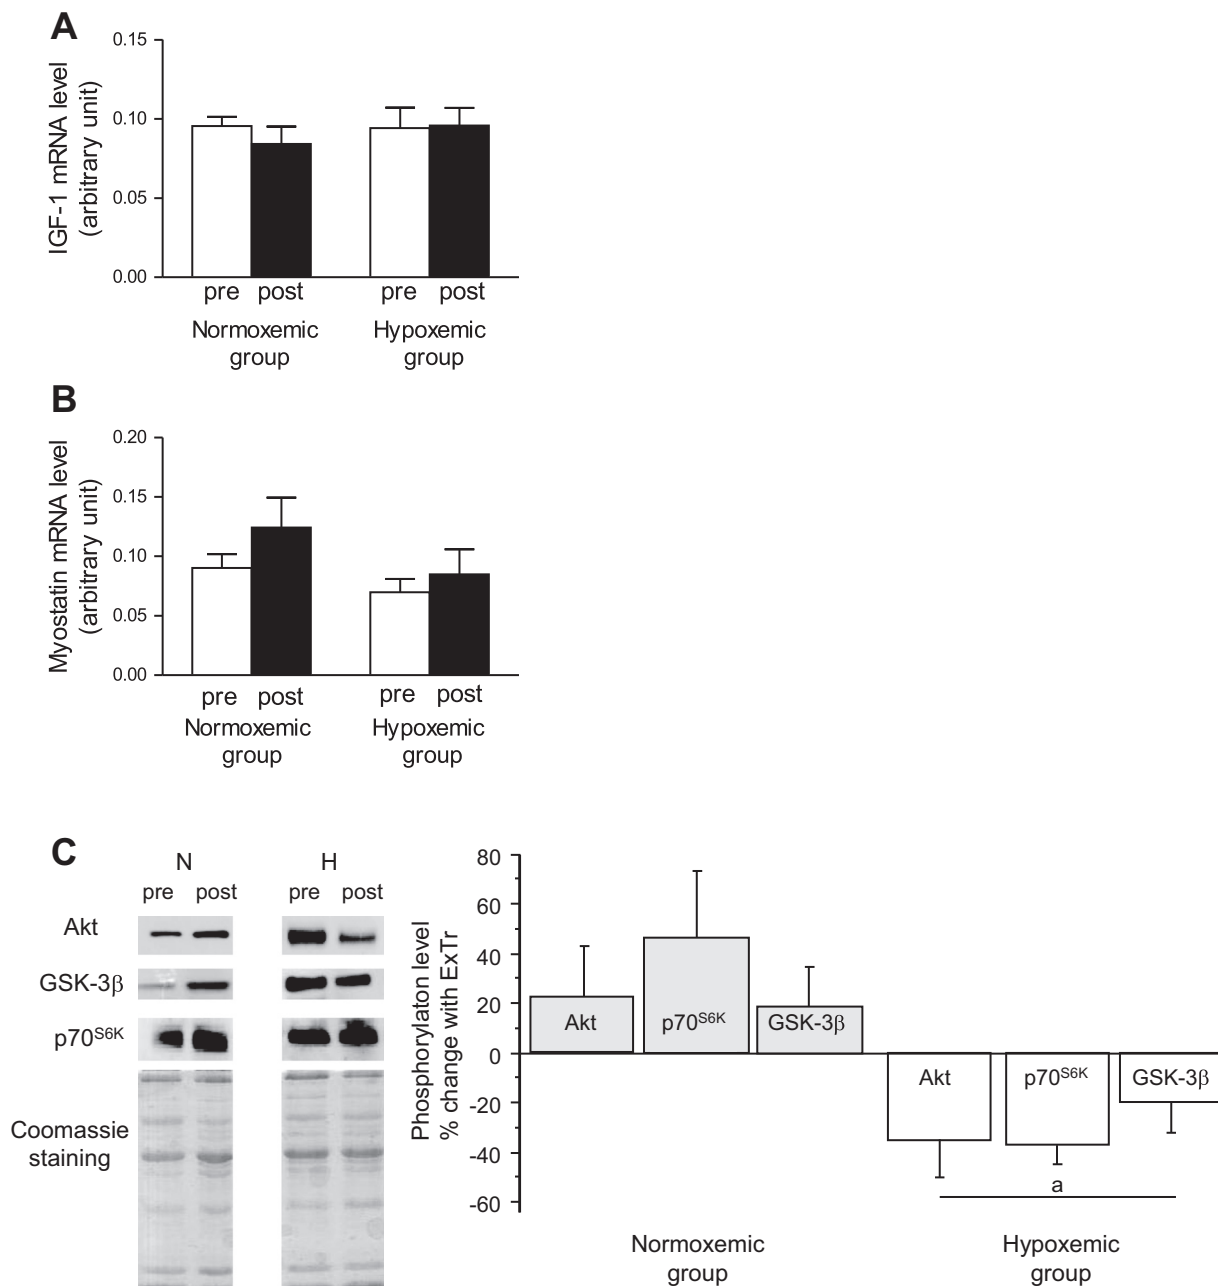 A
IGF-1 mRNA level
(arbitrary unit)
0.15
0.10
0.05
0.00
pre post pre post
Normoxemic Hypoxemic
group group
B
Myostatin mRNA level
(arbitrary unit)
0.20
0.15
0.10
0.05
0.00
pre post pre post
Normoxemic Hypoxemic
group group
C
N H
pre post pre post
Akt
GSK-3β
p70S6K
Coomassie
staining
Phosphorylaton level
% change with ExTr
80
60
40
20
0
-20
-40
-60
Akt p70S6K GSK-3β
Akt p70S6K GSK-3β
a
Normoxemic Hypoxemic
group group